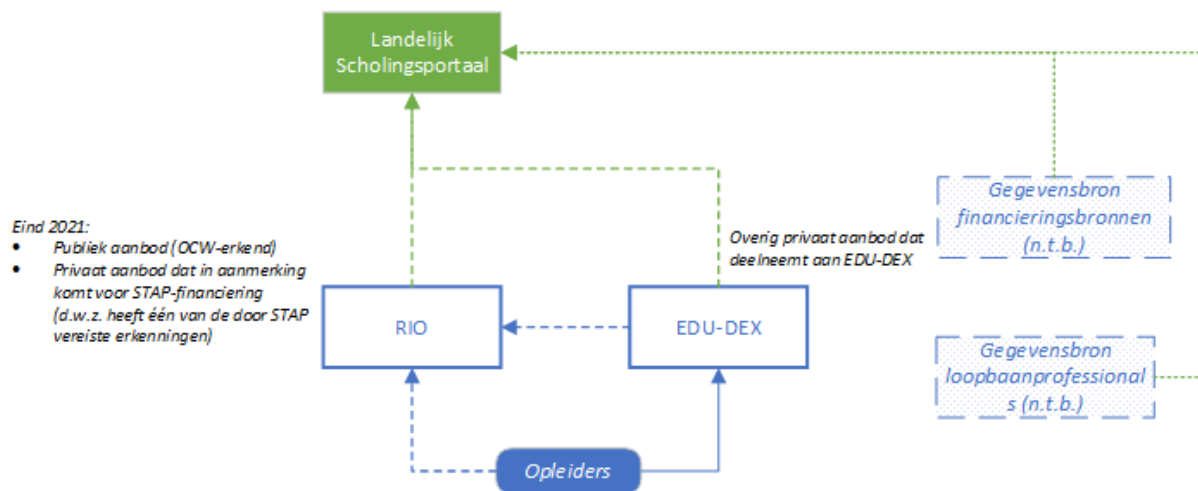 Landelijk
Scholingsportaal
Eind 2021:
• Publiek aanbod (OCW-erkend)
• Privaat aanbod dat in aanmerking
komt voor STAP-financiering
(d.w.z. heeft één van de door STAP
vereiste erkenningen)
Overig privaat aanbod dat
deelneemt aan EDU-DEX
Gegevensbron
financieringsbronnen
(n.t.b.)
RIO
EDU-DEX
Gegevensbron
loopbaanprofessional
s (n.t.b.)
Opleiders